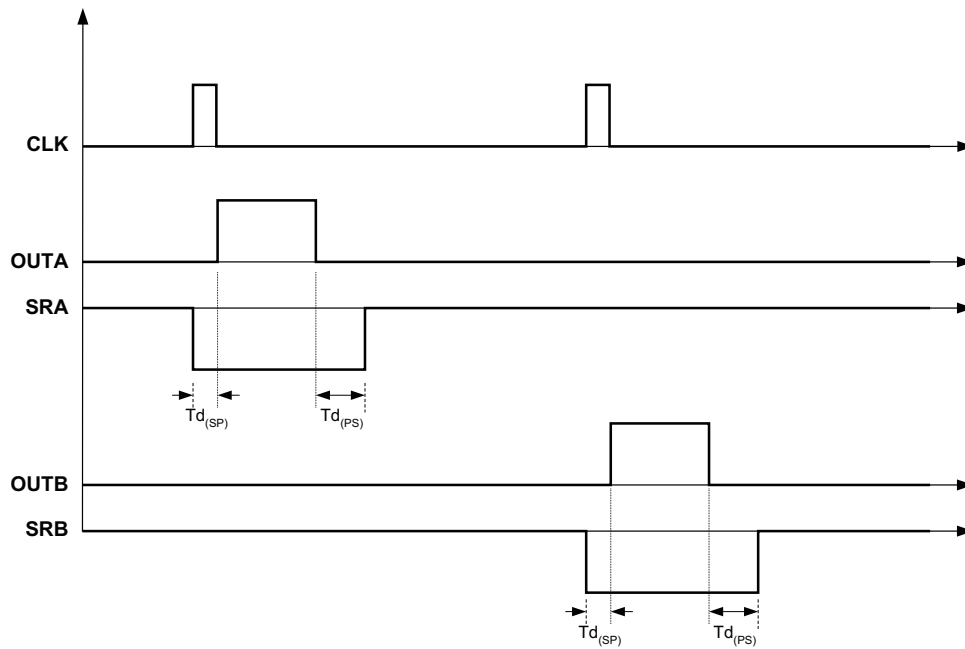 CLK
OUTA
SRA
Td(SP) Td(PS)
OUTB
SRB
Td(SP) Td(PS)